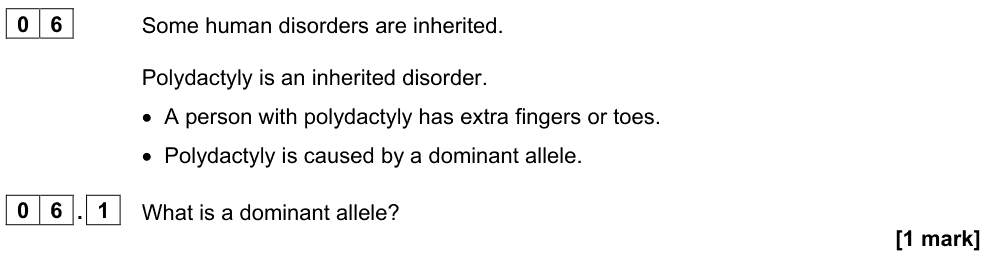 0 6 Some human disorders are inherited.
Polydactyly is an inherited disorder.
• A person with polydactyly has extra fingers or toes.
• Polydactyly is caused by a dominant allele.
0 6 . 1 What is a dominant allele?
[1 mark]